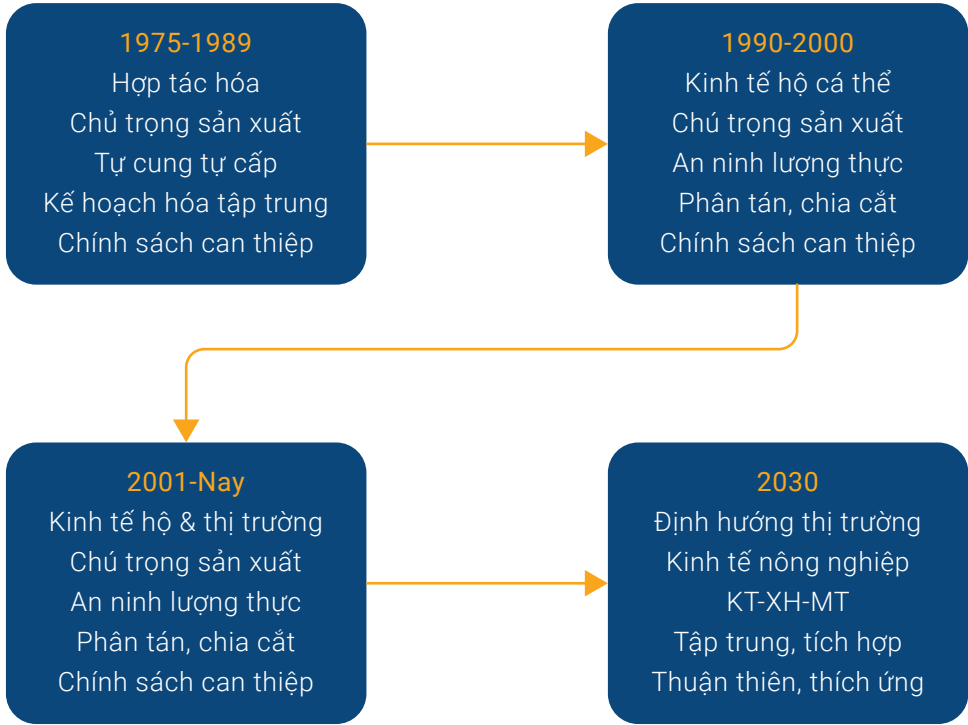 1975-1989
Hợp tác hóa
Chủ trọng sản xuất
Tự cung tự cấp
Kế hoạch hóa tập trung
Chính sách can thiệp
1990-2000
Kinh tế hộ cá thể
Chú trọng sản xuất
An ninh lượng thực
Phân tán, chia cắt
Chính sách can thiệp
2001-Nay
Kinh tế hộ & thị trường
Chú trọng sản xuất
An ninh lượng thực
Phân tán, chia cắt
Chính sách can thiệp
2030
Định hướng thị trường
Kinh tế nông nghiệp
KT-XH-MT
Tập trung, tích hợp
Thuận thiên, thích ứng